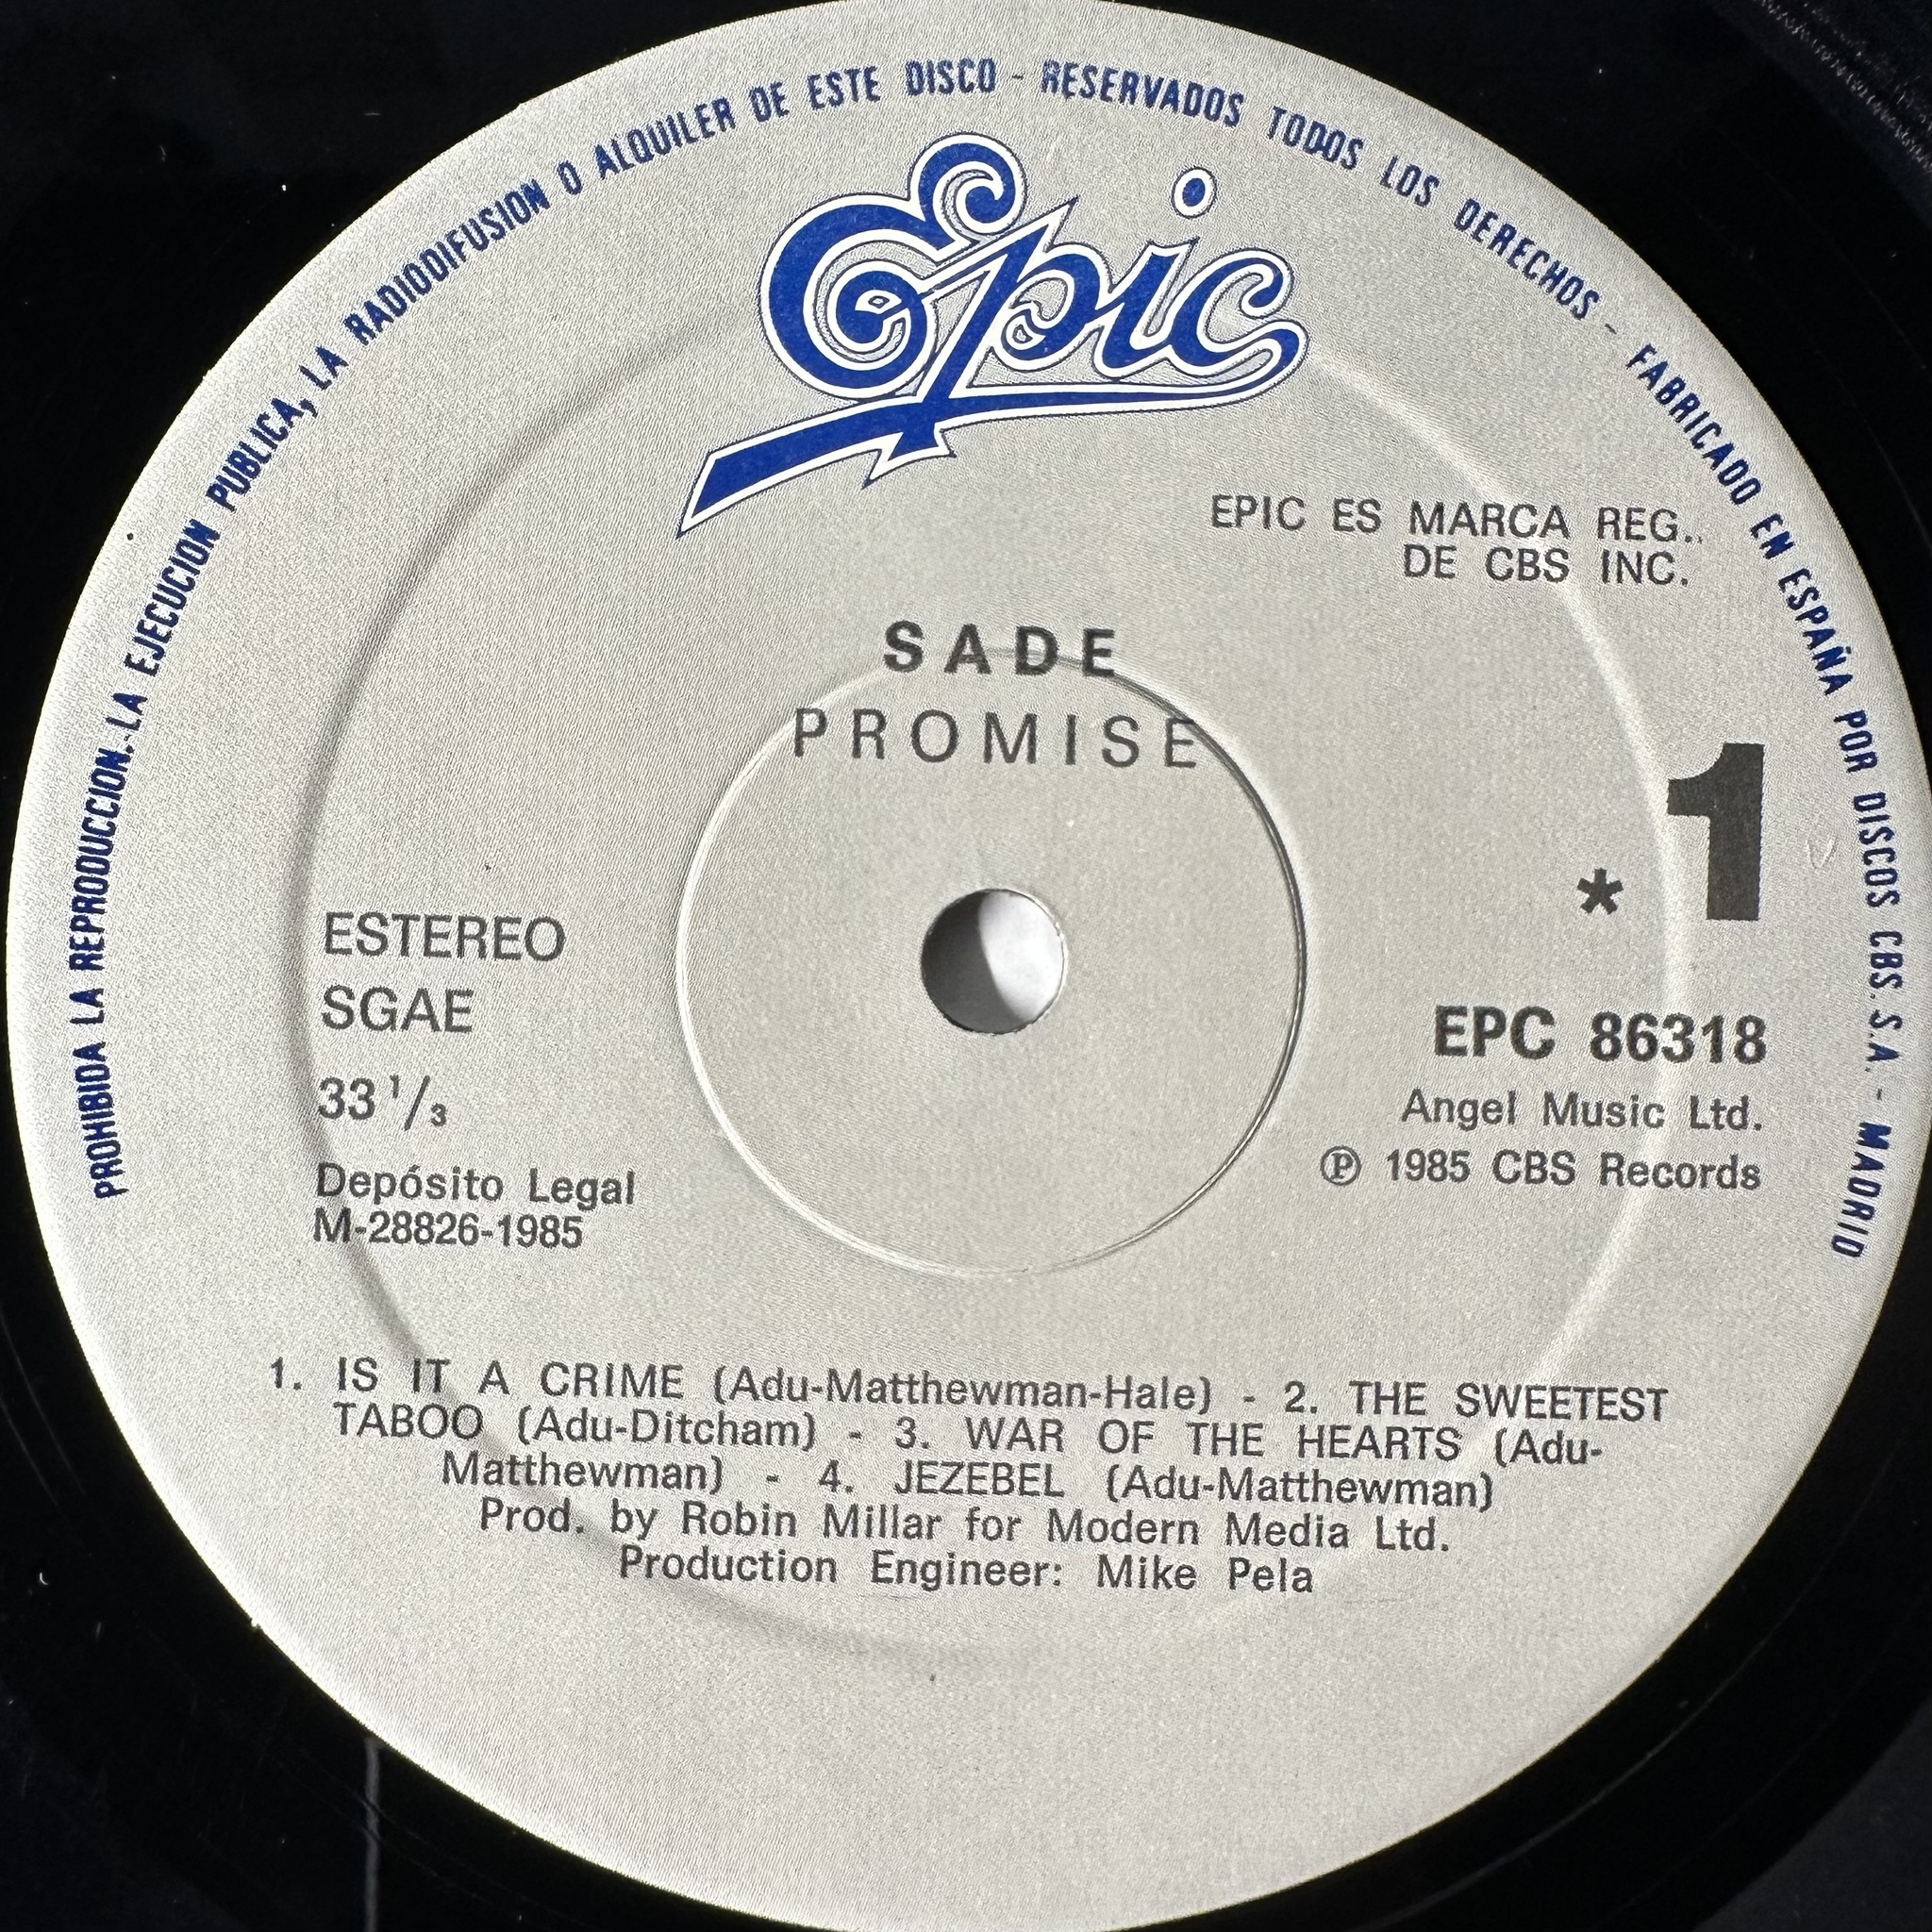 PROHIBIDA LA REPRODUCCION.-LA EJECUCION PUBLICA, LA RADIODIFUSION O ALQUILER DE ESTE DISCO - RESERVADOS TODOS LOS DERECHOS - FABRICADO EN ESPAÑA POR DISCOS CBS. S.A. - MADRID
Epic
EPIC ES MARCA REG..
DE CBS INC.
SADE
PROMISE
1
*
ESTEREO
SGAE
33 1/3
Depósito Legal
M-28826-1985
EPC 86318
Angel Music Ltd.
℗ 1985 CBS Records
1. IS IT A CRIME (Adu-Matthewman-Hale) - 2. THE SWEETEST
TABOO (Adu-Ditcham) - 3. WAR OF THE HEARTS (Adu-
Matthewman) - 4. JEZEBEL (Adu-Matthewman)
Prod. by Robin Millar for Modern Media Ltd.
Production Engineer: Mike Pela